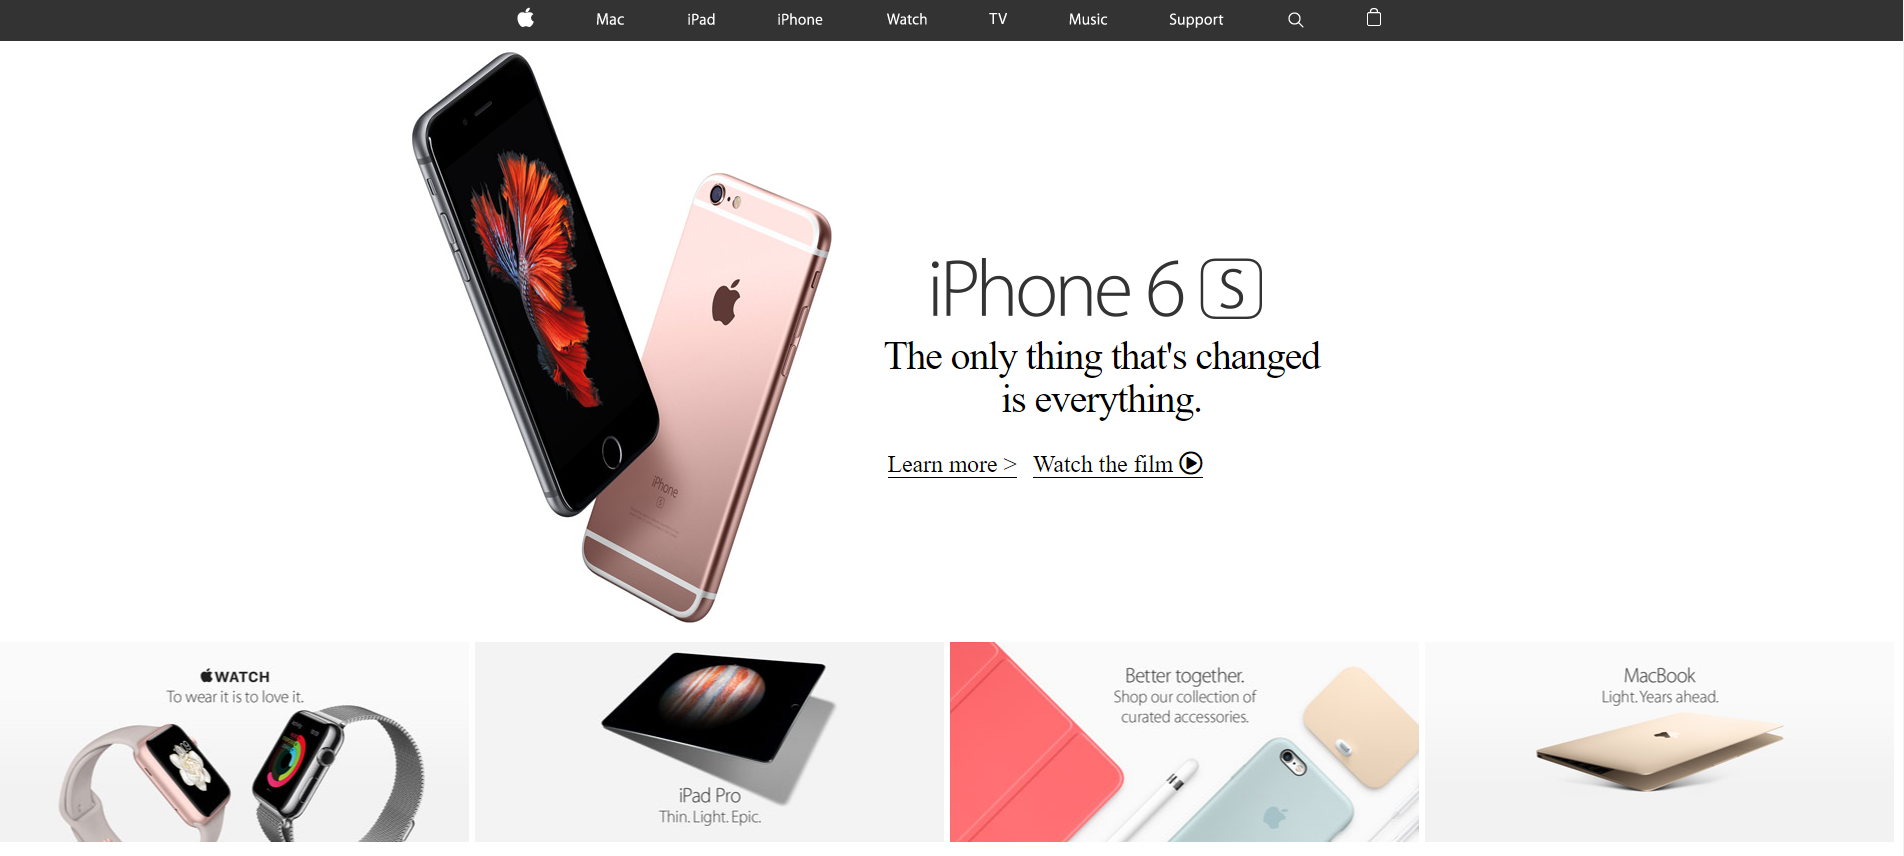 Mac iPad iPhone Watch TV Music Support
iPhone 6 S
The only thing that's changed
is everything.
Learn more > Watch the film
iPhone
S
WATCH
To wear it is to love it.
iPad Pro
Thin. Light. Epic.
Better together.
Shop our collection of
curated accessories.
MacBook
Light. Years ahead.